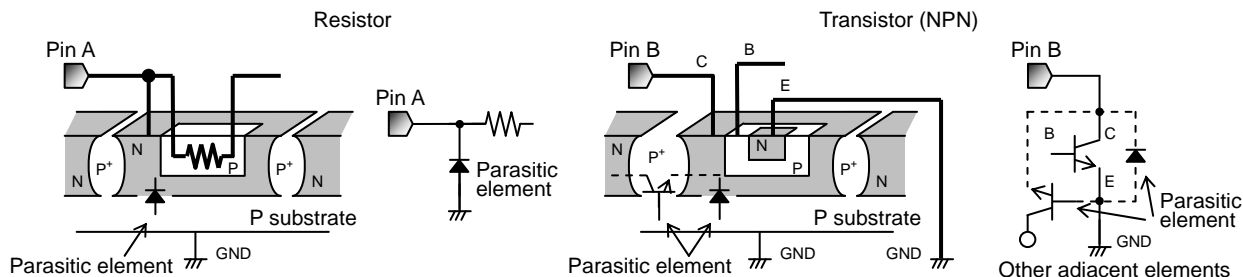 Resistor
Transistor (NPN)
Pin A
Pin B
C
B
E
Pin B
Pin A
N
P⁺
N
P
P⁺
N
Parasitic
element
P substrate
Parasitic element
GND
N
P⁺
N
P
P⁺
N
P substrate
Parasitic element
GND
GND
B
C
E
Parasitic
element
GND
Other adjacent elements